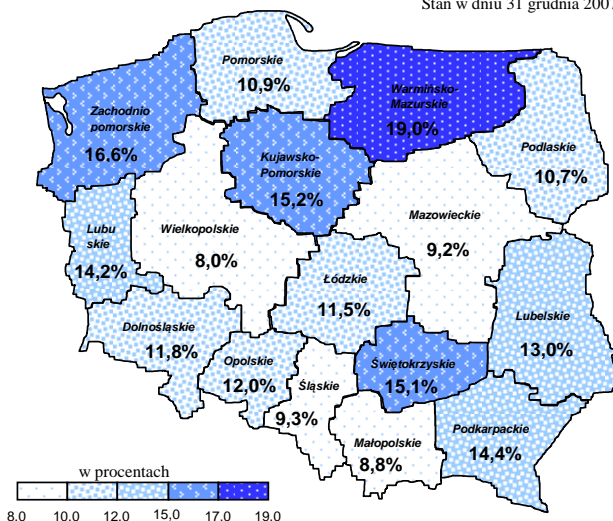 Stan w dniu 31 grudnia 2007
Pomorskie
10,9%
Warmińsko-
Mazurskie
19,0%
Zachodnio
pomorskie
16.6%
Kujawsko-
Pomorskie
15,2%
Podlaskie
10,7%
Lubu
skie
14,2%
Wielkopolskie
8,0%
Mazowieckie
9,2%
Łódzkie
11,5%
Lubelskie
13,0%
Dolnośląskie
11,8%
Opolskie
12.0%
Śląskie
9,3%
Świętokrzyskie
15,1%
Małopolskie
8,8%
Podkarpackie
14,4%
w procentach
8.0 10.0 12.0 15,0 17.0 19.0